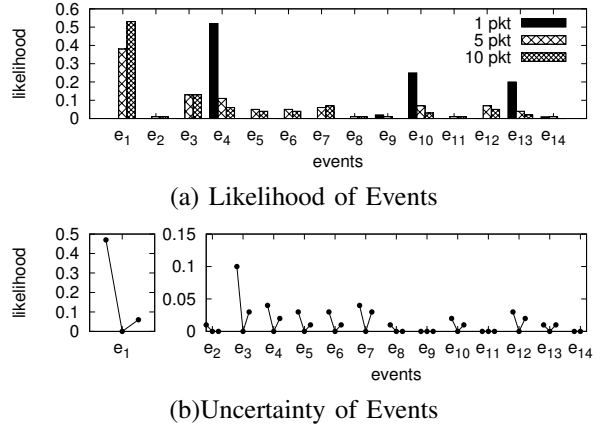 0.6
0.5
0.4
0.3
0.2
0.1
0
likelihood
1 pkt
5 pkt
10 pkt
e1 e2 e3 e4 e5 e6 e7 e8 e9 e10 e11 e12 e13 e14
events
(a) Likelihood of Events
0.5
0.4
0.3
0.2
0.1
0
likelihood
e1
0.15
0.1
0.05
0
e2 e3 e4 e5 e6 e7 e8 e9 e10 e11 e12 e13 e14
events
(b)Uncertainty of Events